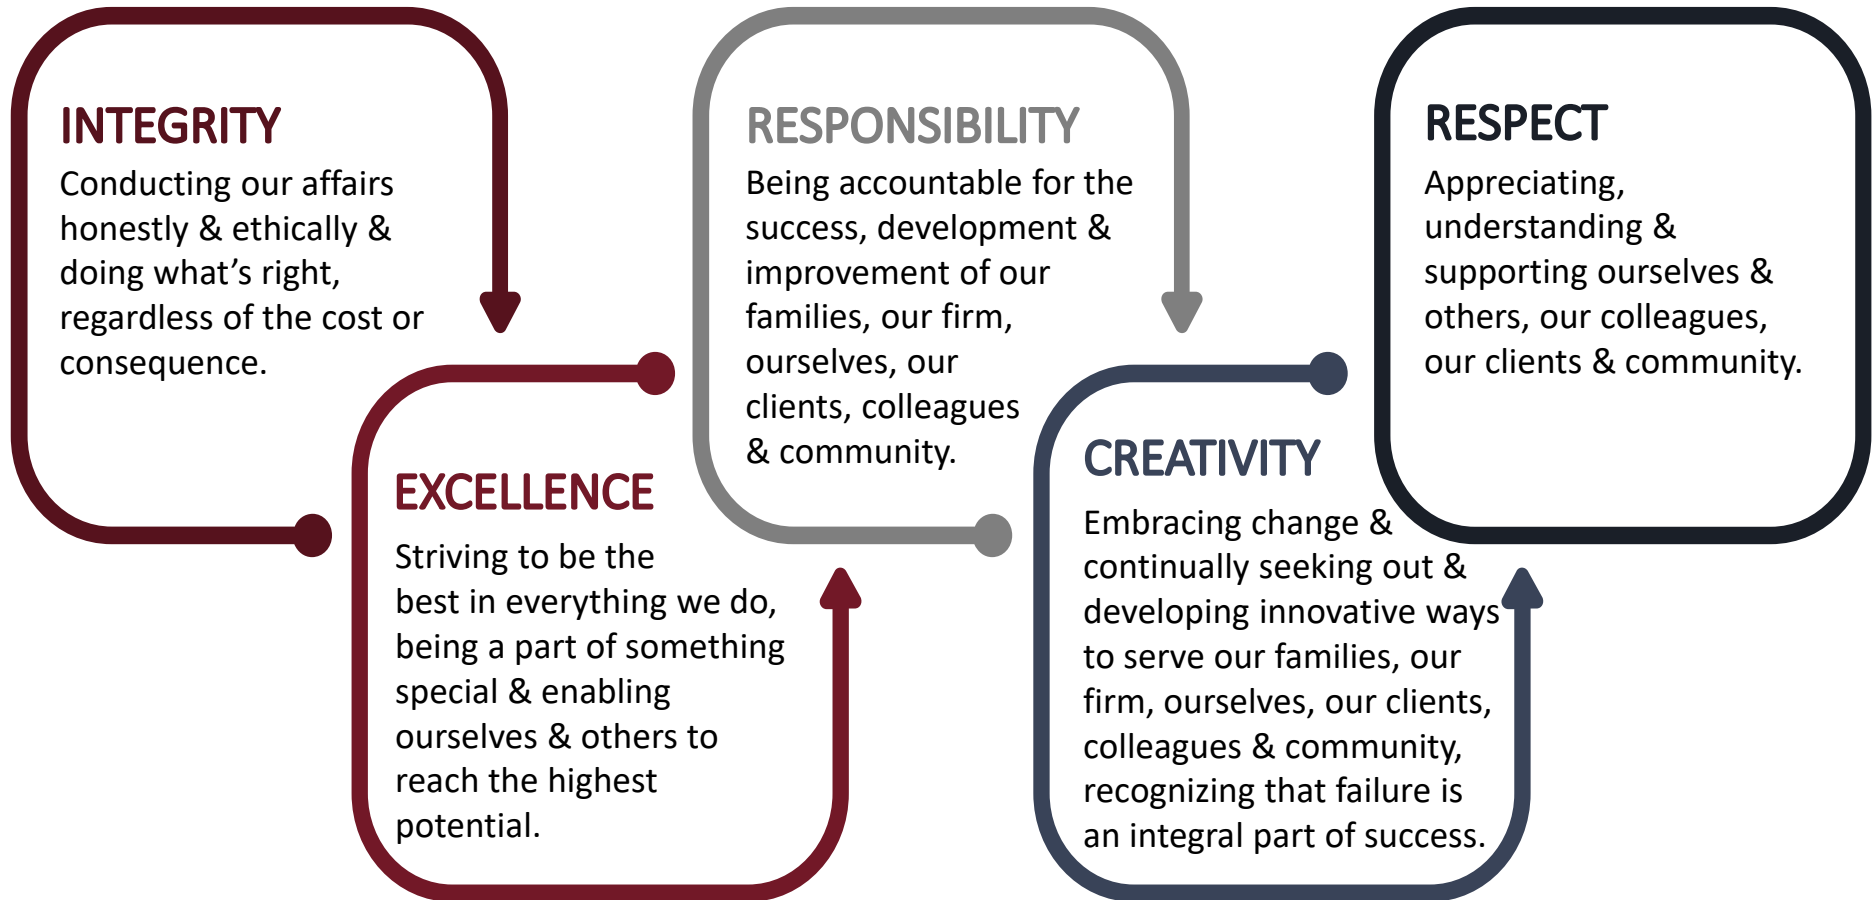 INTEGRITY
Conducting our affairs
honestly & ethically &
doing what’s right,
regardless of the cost or
consequence.
EXCELLENCE
Striving to be the
best in everything we do,
being a part of something
special & enabling
ourselves & others to
reach the highest
potential.
RESPONSIBILITY
Being accountable for the
success, development &
improvement of our
families, our firm,
ourselves, our
clients, colleagues
& community.
CREATIVITY
Embracing change &
continually seeking out &
developing innovative ways
to serve our families, our
firm, ourselves, our clients,
colleagues & community,
recognizing that failure is
an integral part of success.
RESPECT
Appreciating,
understanding &
supporting ourselves &
others, our colleagues,
our clients & community.